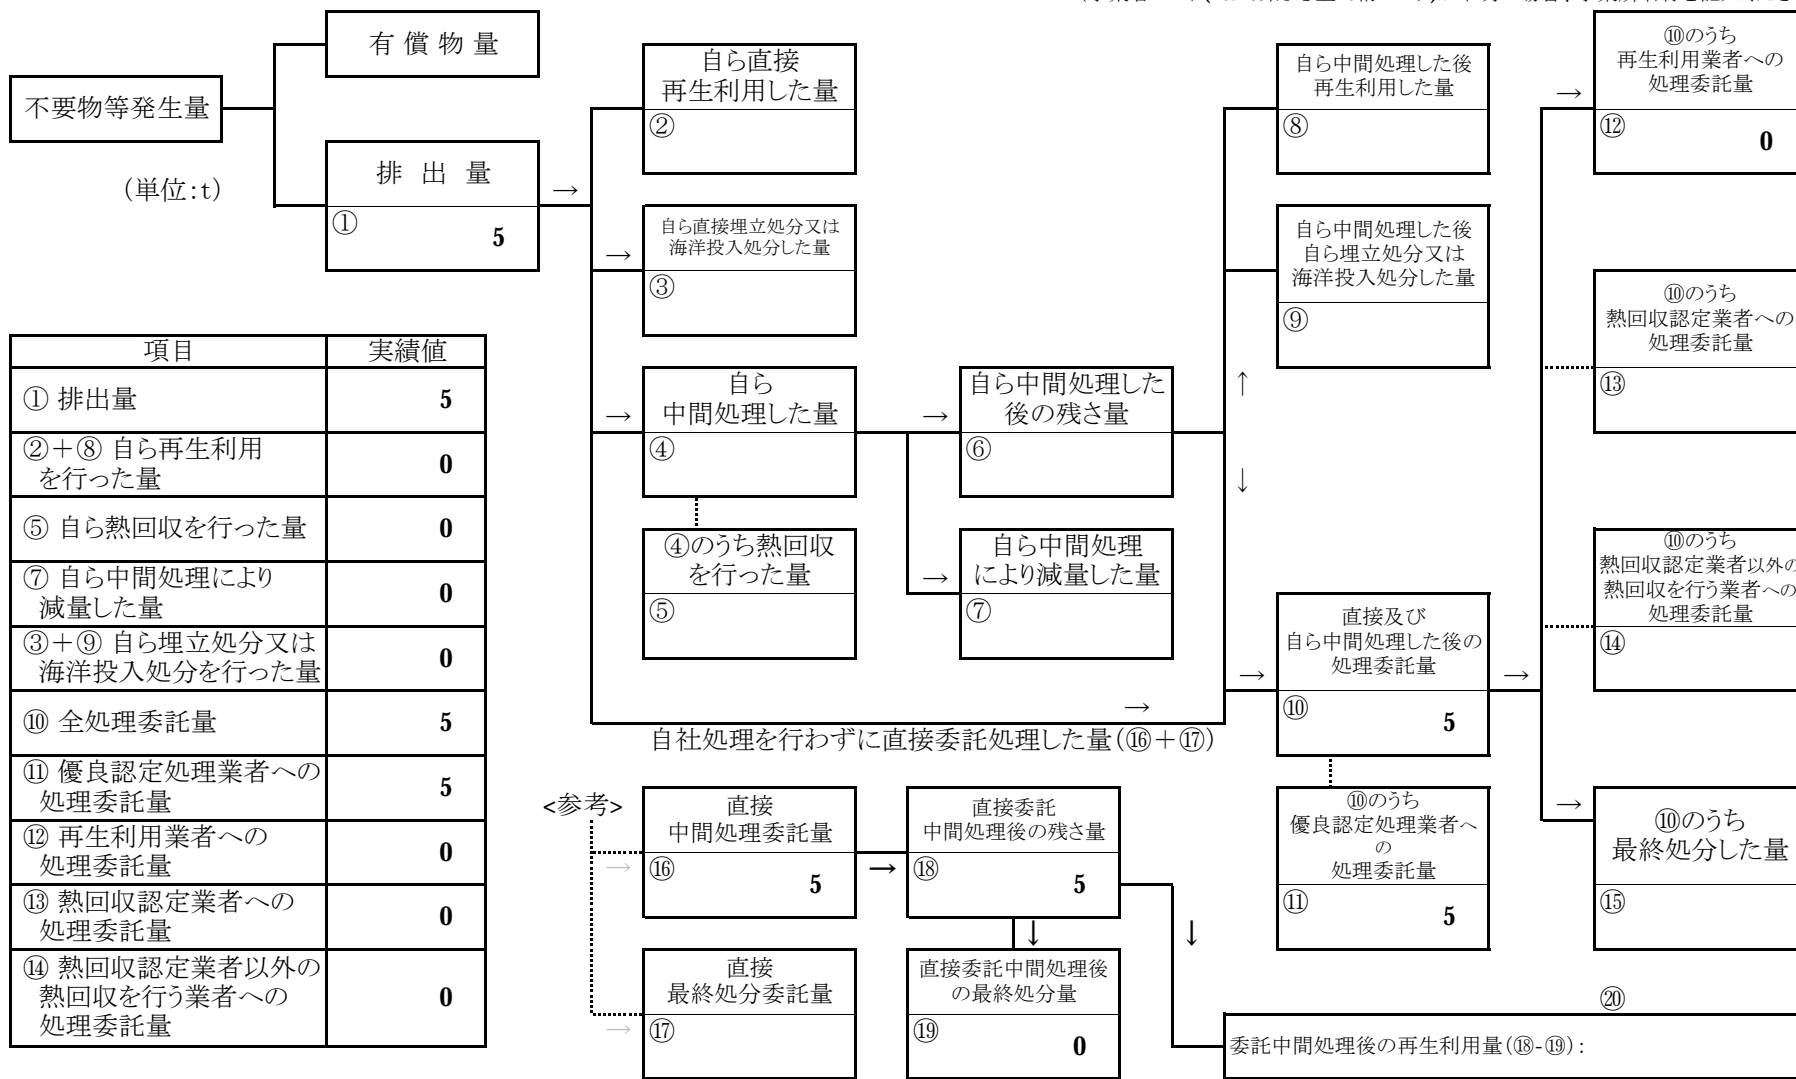 有償物量
不要物等発生量
(単位:t)
排出量
①
5
→
自ら直接
再生利用した量
②
→
自ら直接埋立処分又は
海洋投入処分した量
③
→
自ら
中間処理した量
④
④のうち熱回収
を行った量
⑤
→
自ら中間処理した
後の残さ量
⑥
→
自ら中間処理
により減量した量
⑦
↑
↓
自ら中間処理した後
再生利用した量
⑧
自ら中間処理した後
自ら埋立処分又は
海洋投入処分した量
⑨
→
自社処理を行わずに直接委託処理した量(⑯+⑰)
→
直接及び
自ら中間処理した後の
処理委託量
⑩
5
→
⑩のうち
優良認定処理業者へ
の
処理委託量
⑪
5
→
⑩のうち
再生利用業者への
処理委託量
⑫
0
⑩のうち
熱回収認定業者への
処理委託量
⑬
⑩のうち
熱回収認定業者以外の
熱回収を行う業者への
処理委託量
⑭
→
⑩のうち
最終処分した量
⑮
<参考>
→
直接
中間処理委託量
⑯
5
→
直接委託
中間処理後の残さ量
⑱
5
↓
↓
→
直接
最終処分委託量
⑰
直接委託中間処理後
の最終処分量
⑲
0
⑳
委託中間処理後の再生利用量(⑱-⑲):
項目 実績値
① 排出量 5
②+⑧ 自ら再生利用
を行った量 0
⑤ 自ら熱回収を行った量 0
⑦ 自ら中間処理により
減量した量 0
③+⑨ 自ら埋立処分又は
海洋投入処分を行った量 0
⑩ 全処理委託量 5
⑪ 優良認定処理業者への
処理委託量 5
⑫ 再生利用業者への
処理委託量 0
⑬ 熱回収認定業者への
処理委託量 0
⑭ 熱回収認定業者以外の
熱回収を行う業者への
処理委託量 0